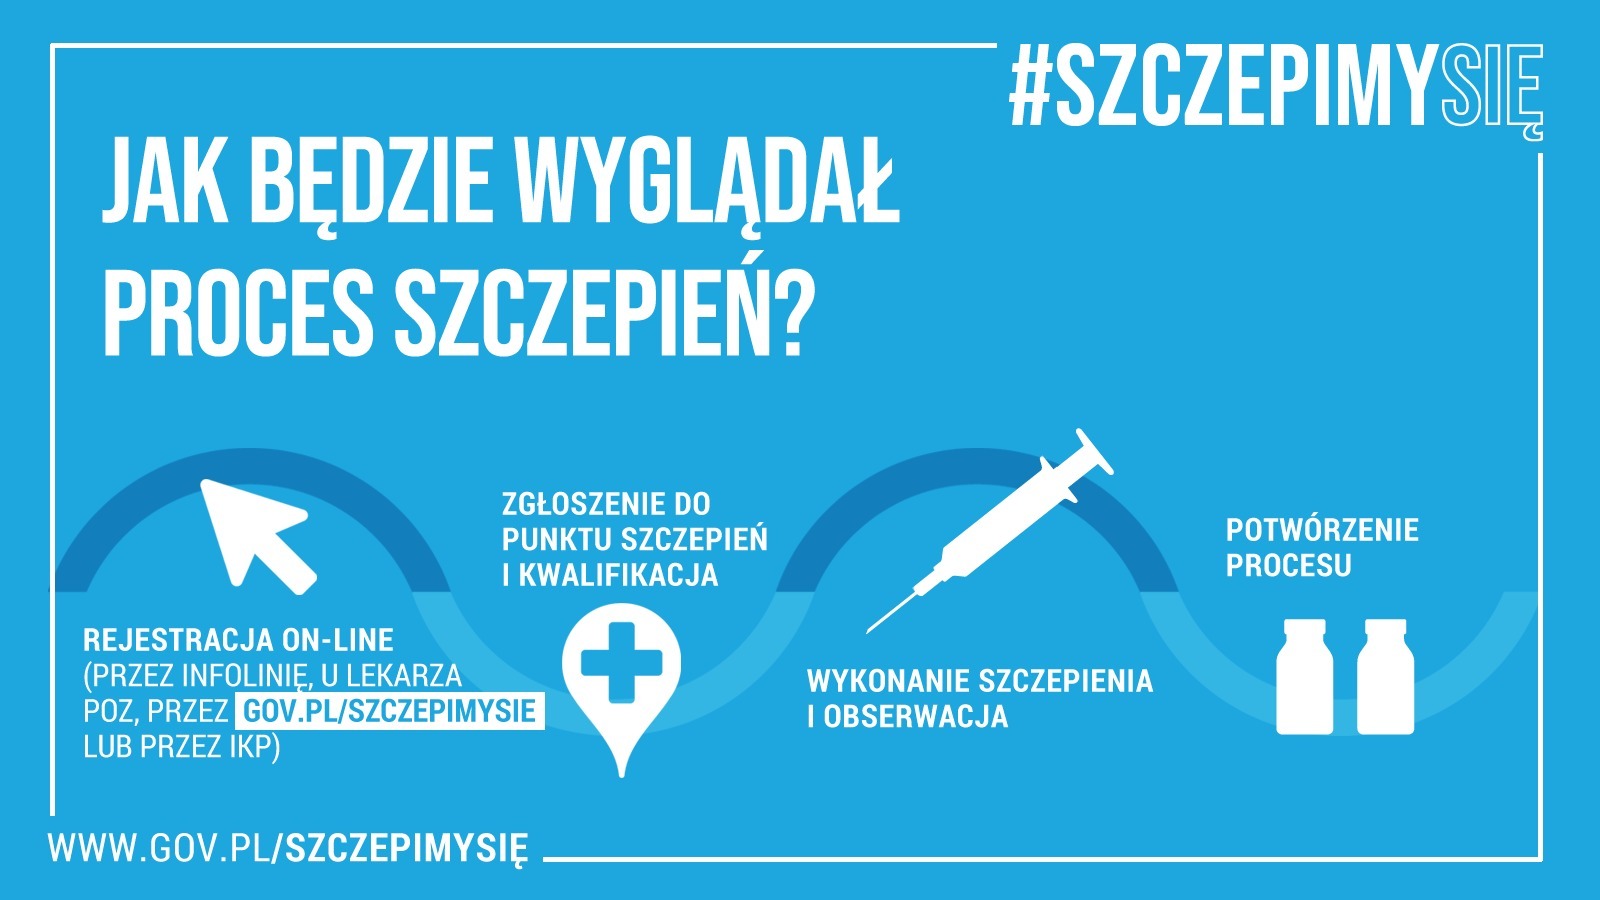 #SZCZEPIMYSIĘ
JAK BĘDZIE WYGLĄDAŁ
PROCES SZCZEPIEŃ?
REJESTRACJA ON-LINE
(PRZEZ INFOLINIĘ, U LEKARZA
POZ, PRZEZ GOV.PL/SZCZEPIMYSIE
LUB PRZEZ IKP)
ZGŁOSZENIE DO
PUNKTU SZCZEPIEŃ
I KWALIFIKACJA
WYKONANIE SZCZEPIENIA
I OBSERWACJA
POTWÓRZENIE
PROCESU
WWW.GOV.PL/SZCZEPIMYSIĘ